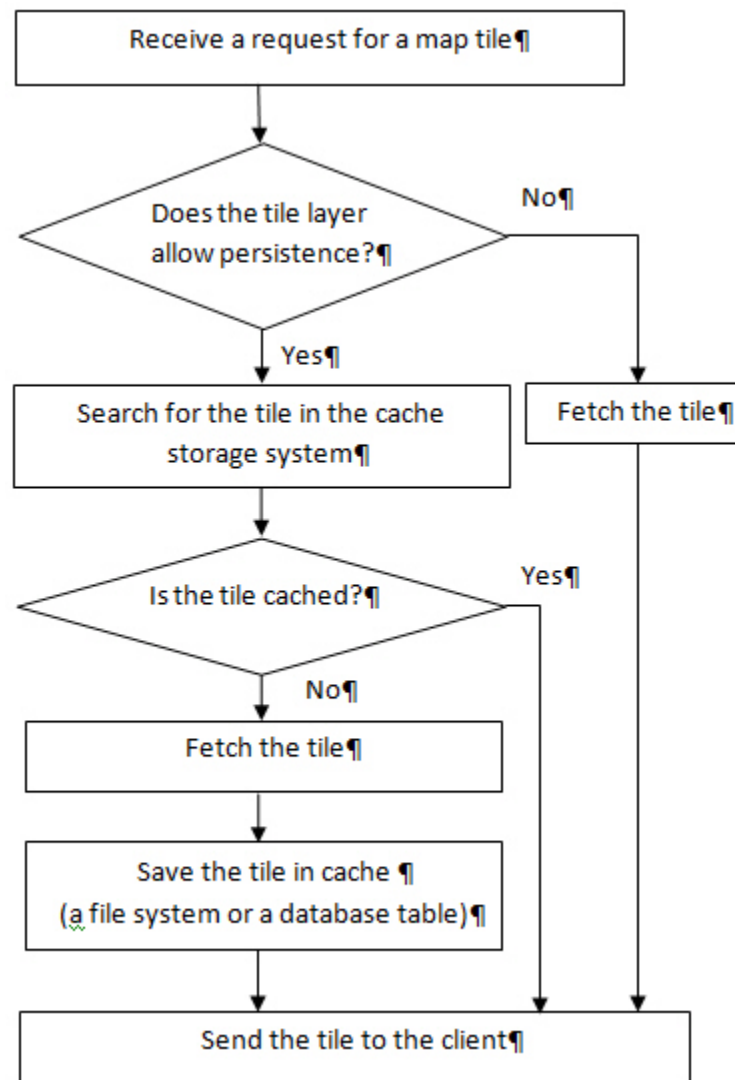 Receive a request for a map tile¶
Does the tile layer
allow persistence?¶
No¶
Yes¶
Search for the tile in the cache
storage system¶
Fetch the tile¶
Is the tile cached?¶
Yes¶
No¶
Fetch the tile¶
Save the tile in cache ¶
(a file system or a database table)¶
Send the tile to the client¶